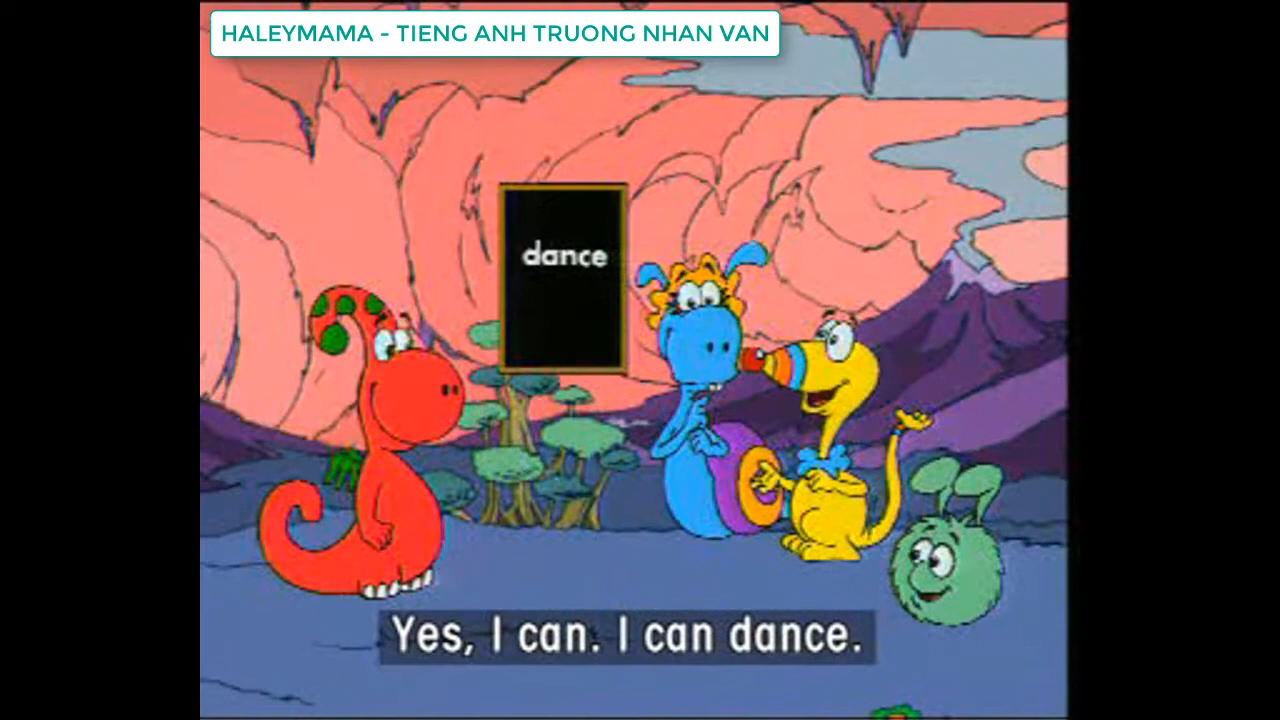 HALEYMAMA - TIENG ANH TRUONG NHAN VAN
dance
Yes, I can. I can dance.